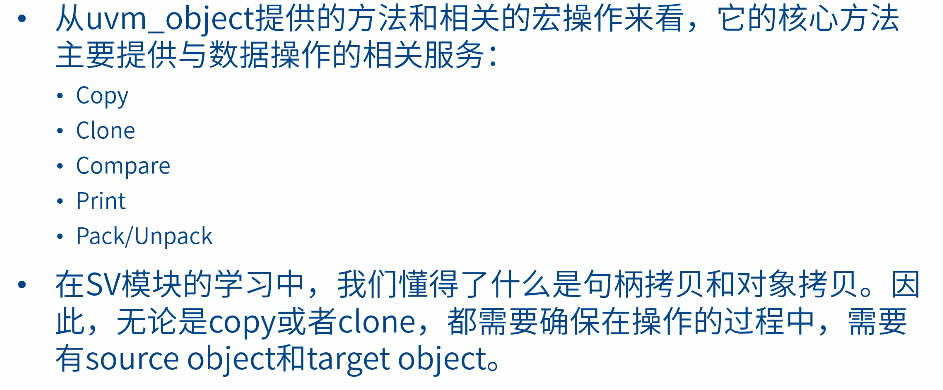 • 从uvm_object提供的方法和相关的宏操作来看，它的核心方法
主要提供与数据操作的相关服务：
• Copy
• Clone
• Compare
• Print
• Pack/Unpack
• 在SV模块的学习中，我们懂得了什么是句柄拷贝和对象拷贝。因
此，无论是copy或者clone，都需要确保在操作的过程中，需要
有source object和target object。